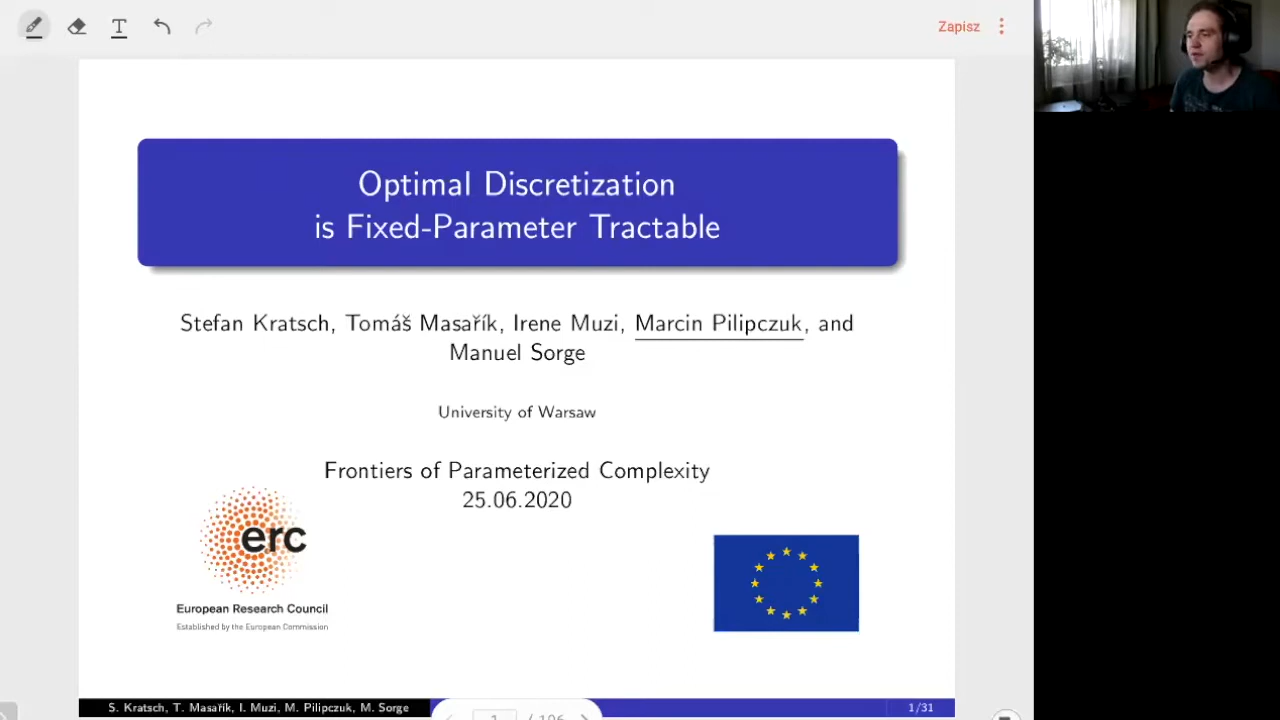 T
Zapisz
Optimal Discretization
is Fixed-Parameter Tractable
Stefan Kratsch, Tomáš Masařík, Irene Muzi, Marcin Pilipczuk, and
Manuel Sorge
University of Warsaw
Frontiers of Parameterized Complexity
25.06.2020
erc
European Research Council
Established by the European Commission
S. Kratsch, T. Masařík, I. Muzi, M. Pilipczuk, M. Sorge
1/31
1 / 106